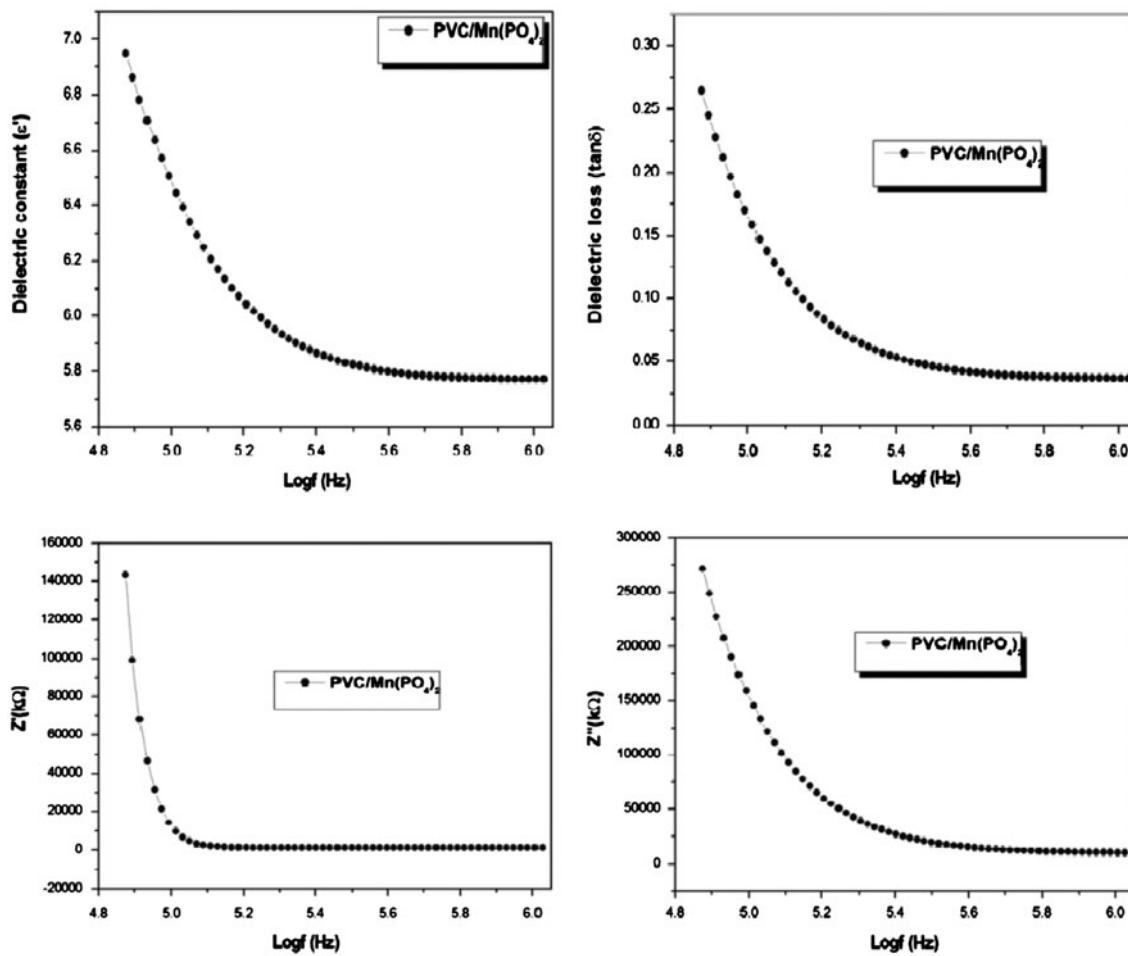 PVC/Mn(PO4)2
7.0
6.8
6.6
6.4
6.2
6.0
5.8
5.6
Dielectric constant (ε')
4.8 5.0 5.2 5.4 5.6 5.8 6.0
Logf (Hz)
PVC/Mn(PO4)2
0.30
0.25
0.20
0.15
0.10
0.05
0.00
Dielectric loss (tanδ)
4.8 5.0 5.2 5.4 5.6 5.8 6.0
Logf (Hz)
PVC/Mn(PO4)2
160000
140000
120000
100000
80000
60000
40000
20000
0
-20000
Z'(kΩ)
4.8 5.0 5.2 5.4 5.6 5.8 6.0
Logf (Hz)
PVC/Mn(PO4)2
300000
250000
200000
150000
100000
50000
0
Z''(kΩ)
4.8 5.0 5.2 5.4 5.6 5.8 6.0
Logf (Hz)